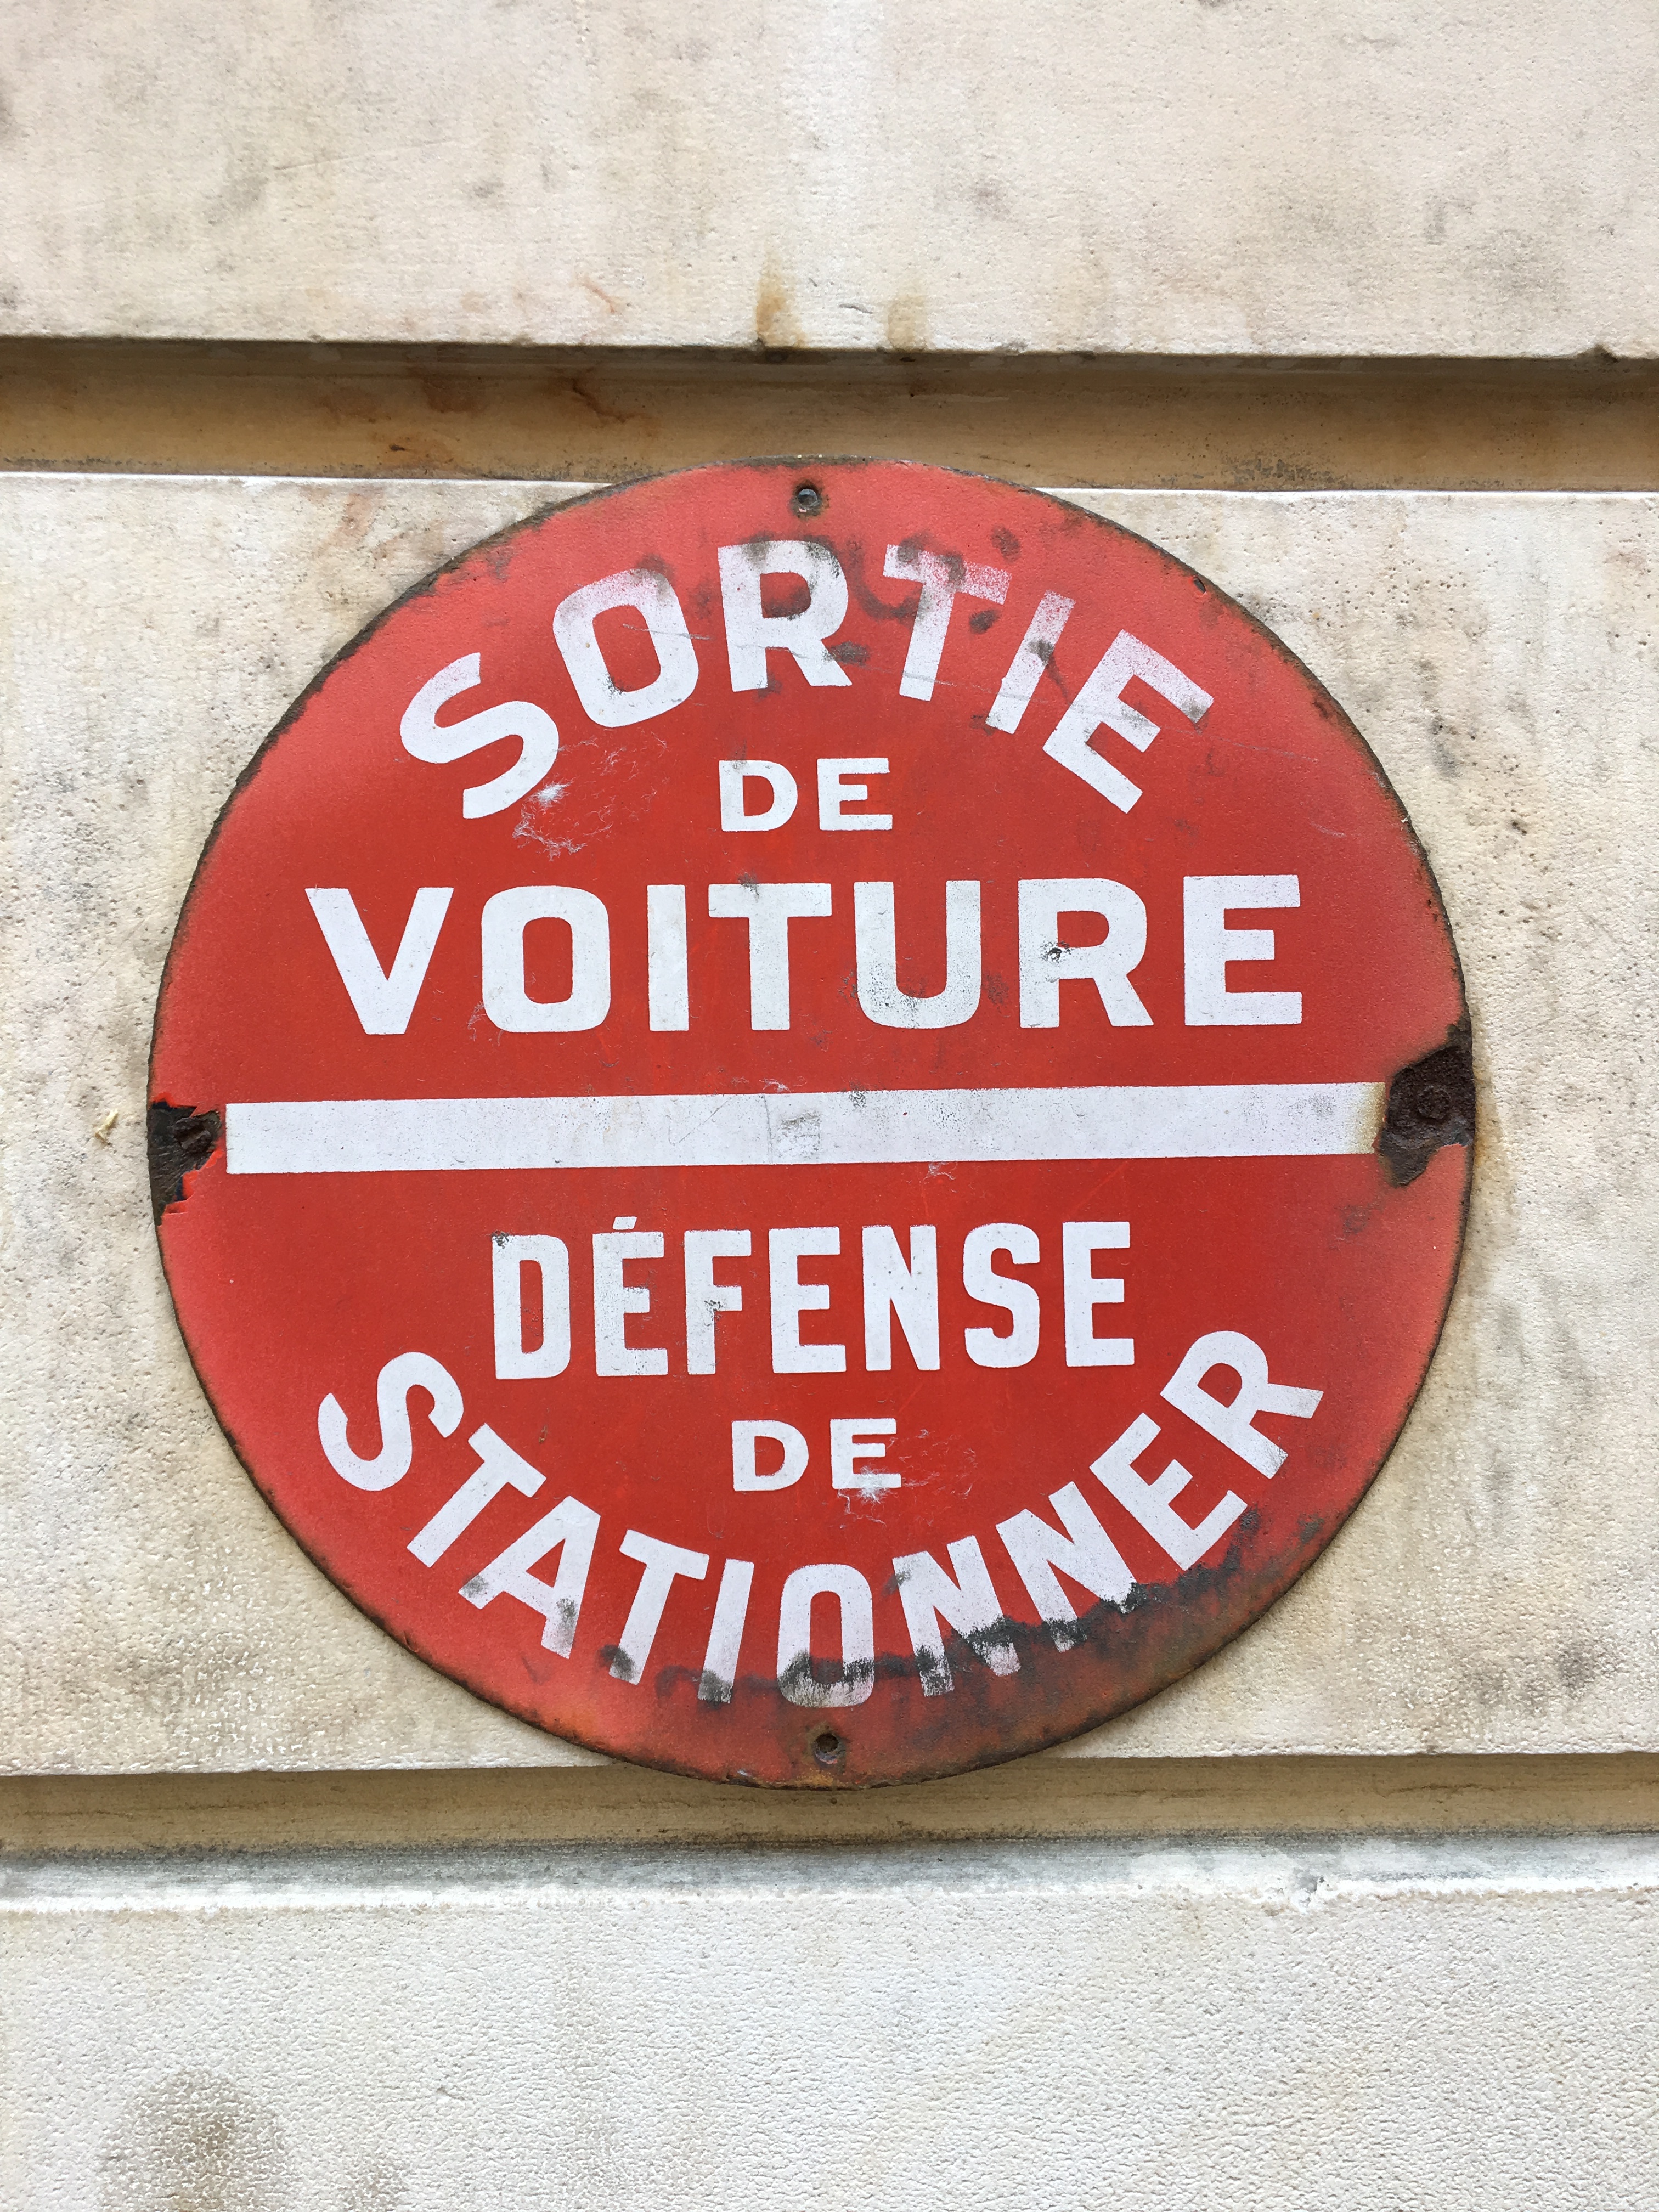 SORTIE
DE
VOITURE
DÉFENSE
DE
STATIONNER